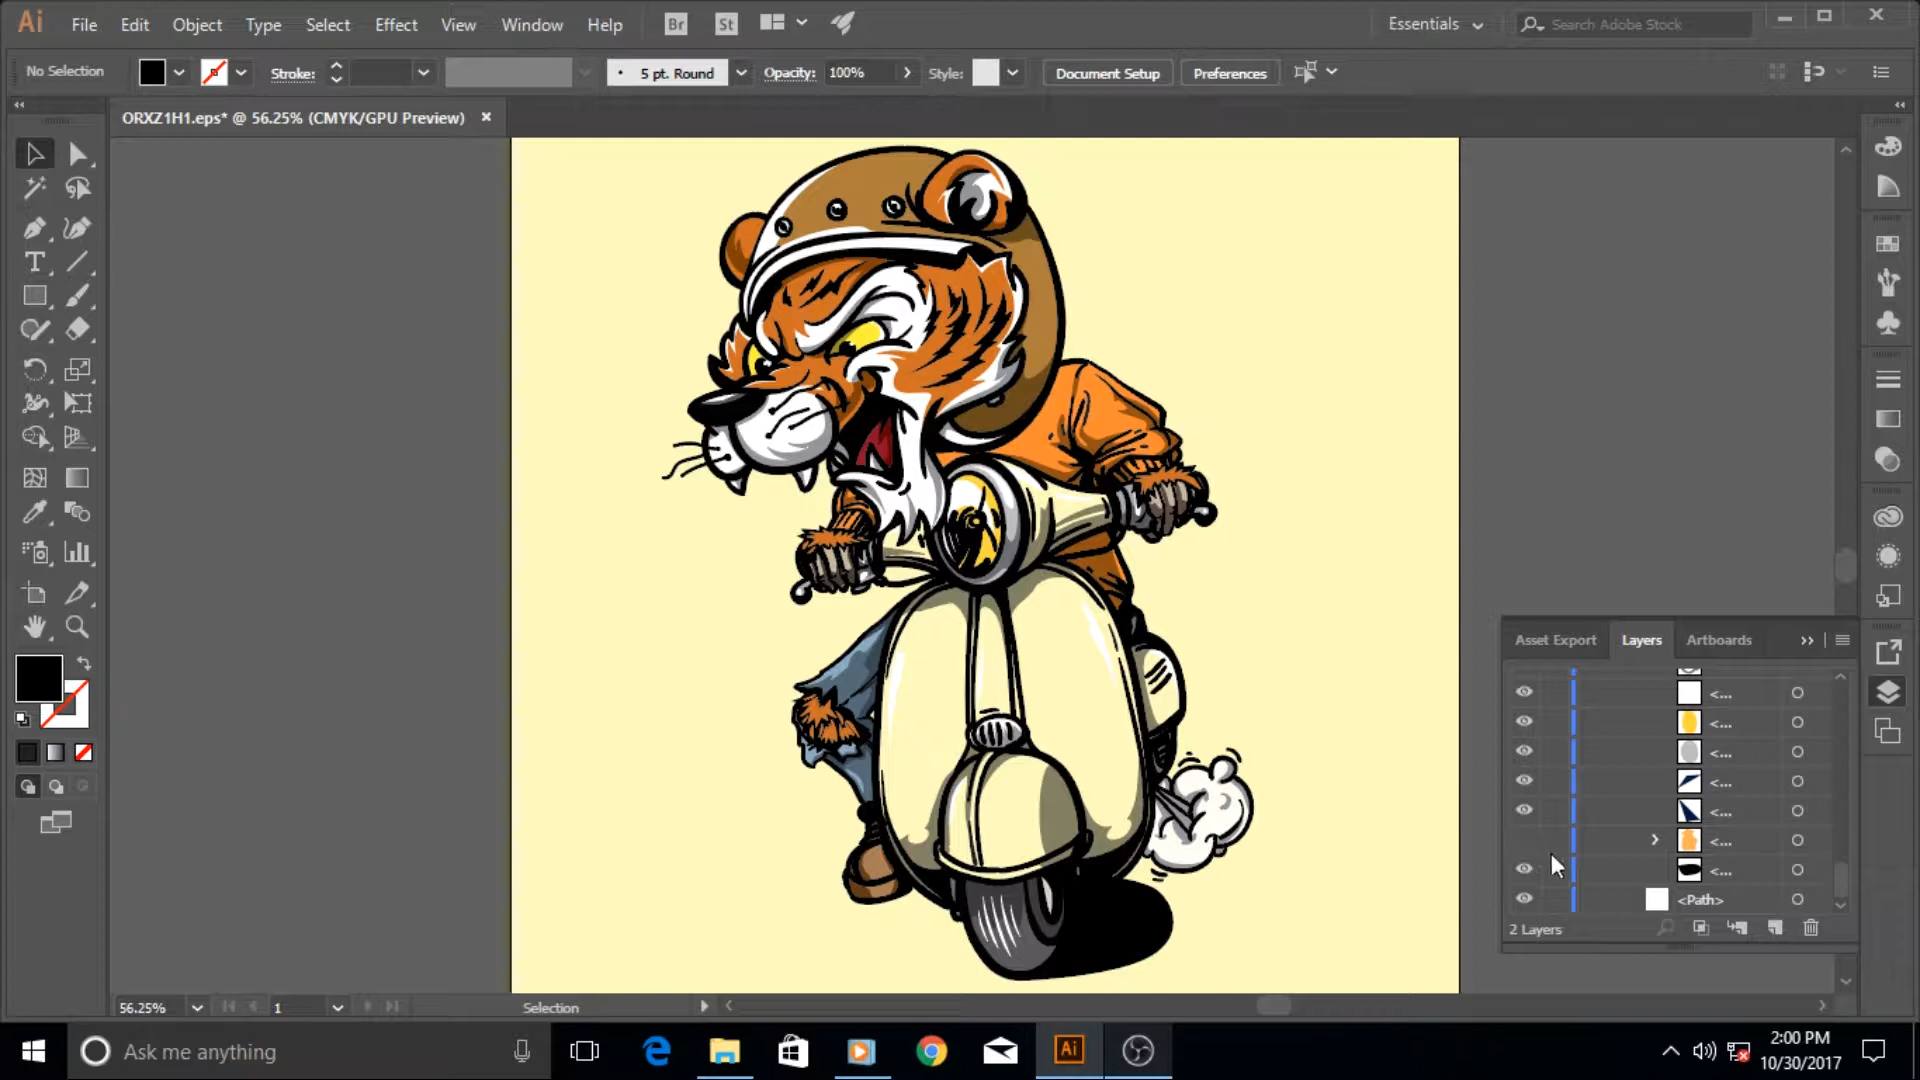 Ai File Edit Object Type Select Effect View Window Help Br St Essentials Search Adobe Stock
No Selection Stroke: 5 pt. Round Opacity: 100% Style: Document Setup Preferences
ORXZ1H1.eps* @ 56.25% (CMYK/GPU Preview)
Asset Export Layers Artboards
<...
<...
<...
<...
<...
<...
<...
<Path>
2 Layers
56.25% 1 Selection
Ask me anything Ai 2:00 PM
10/30/2017